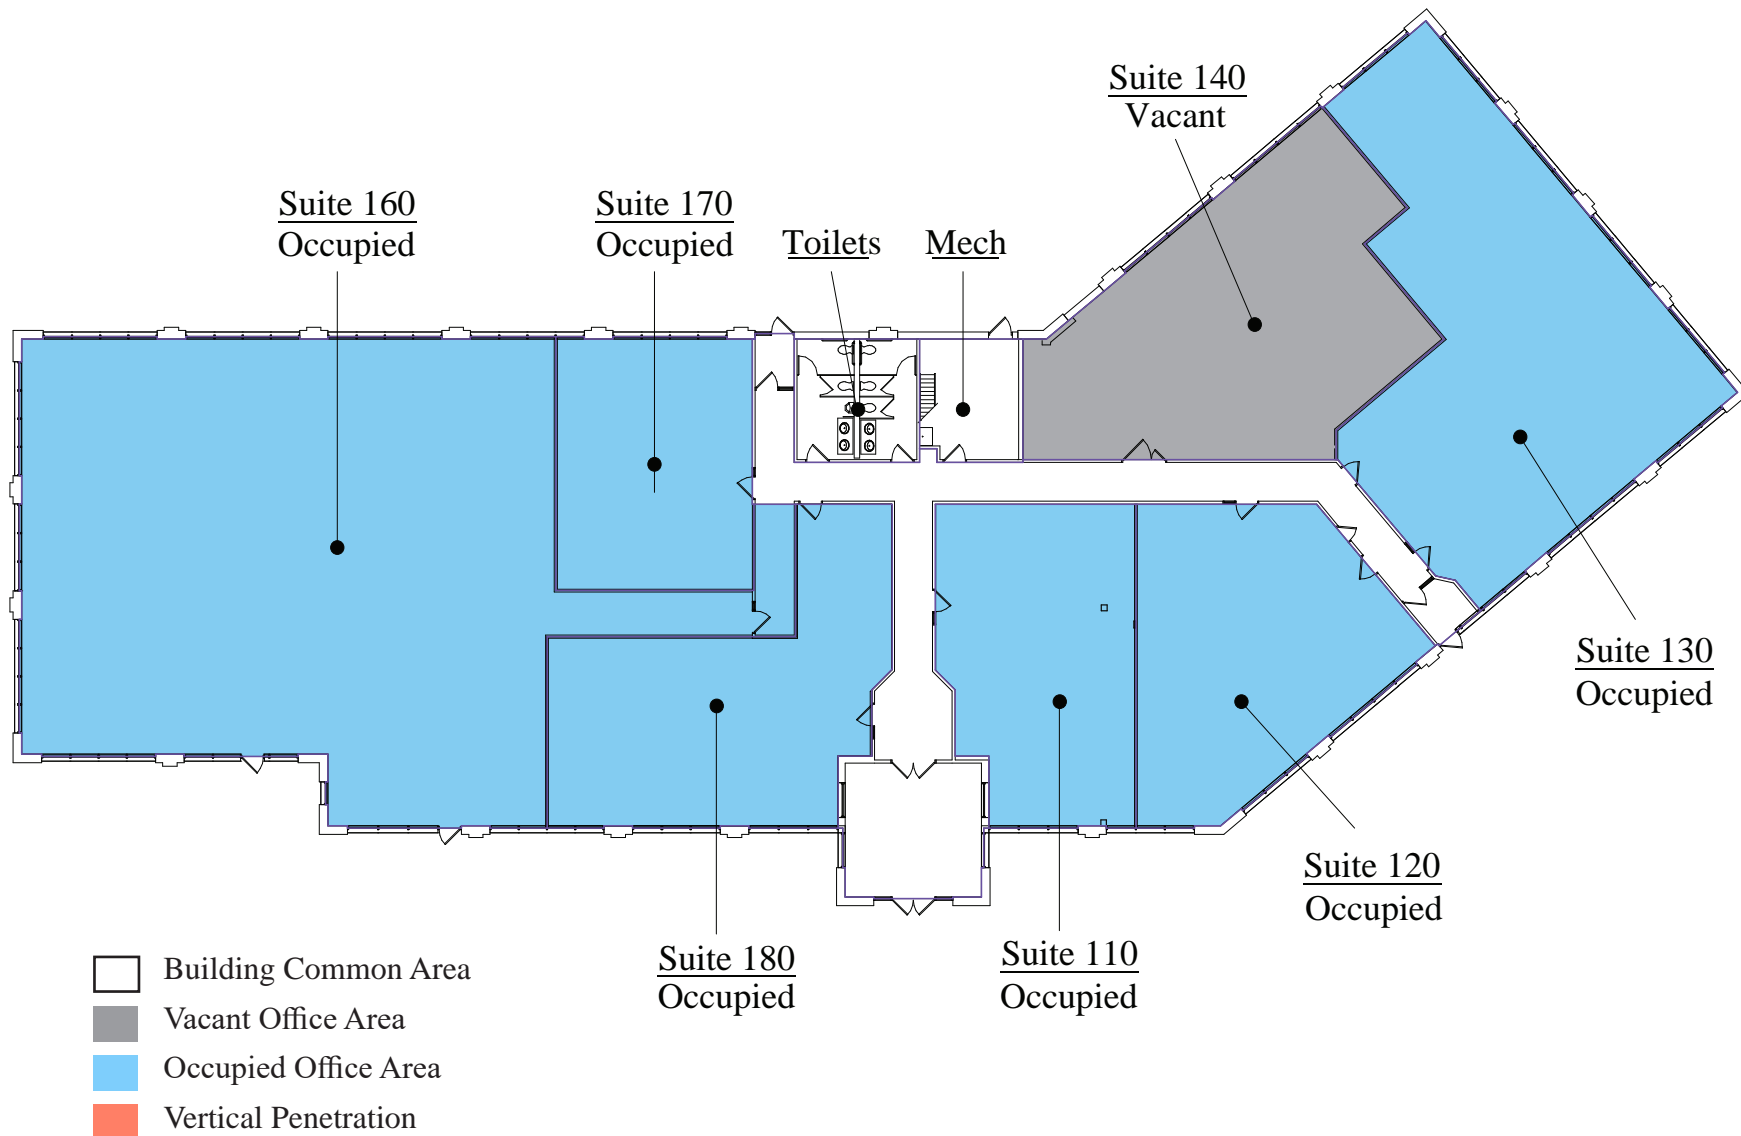 Suite 140
Vacant
Suite 160
Occupied
Suite 170
Occupied
Toilets
Mech
Suite 130
Occupied
Suite 120
Occupied
Suite 180
Occupied
Suite 110
Occupied
Building Common Area
Vacant Office Area
Occupied Office Area
Vertical Penetration